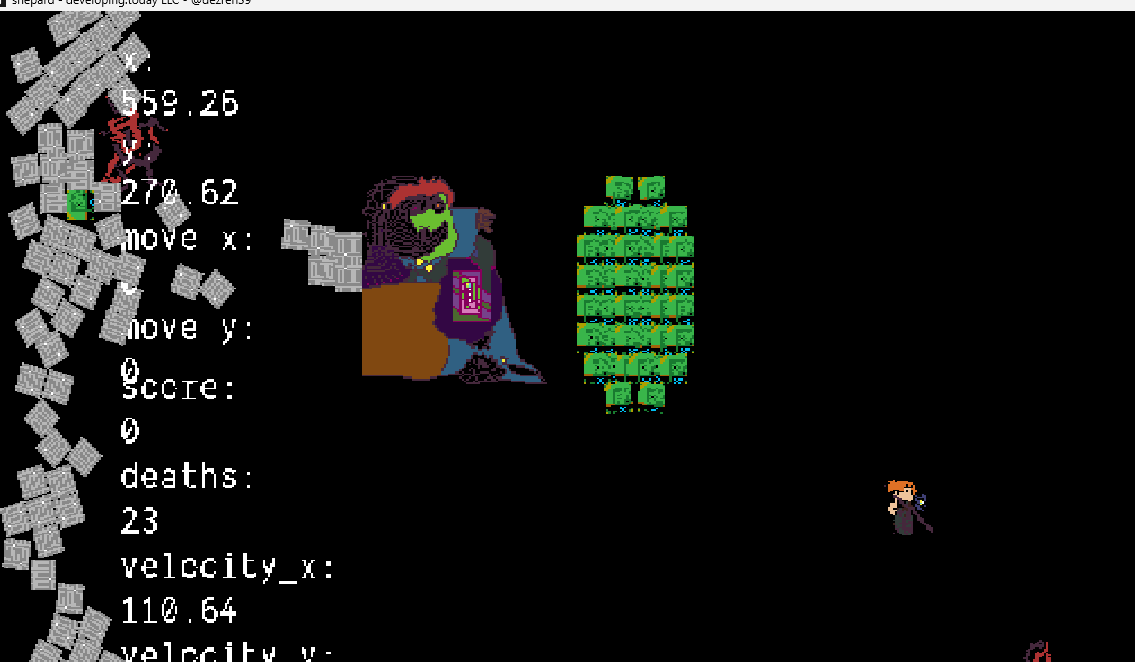 shepard - developing.today LLC - @dezren39
x:
559.26
y:
270.62
move x:
move y:
0
score:
0
deaths:
23
velocity_x:
110.64
velocity_y: